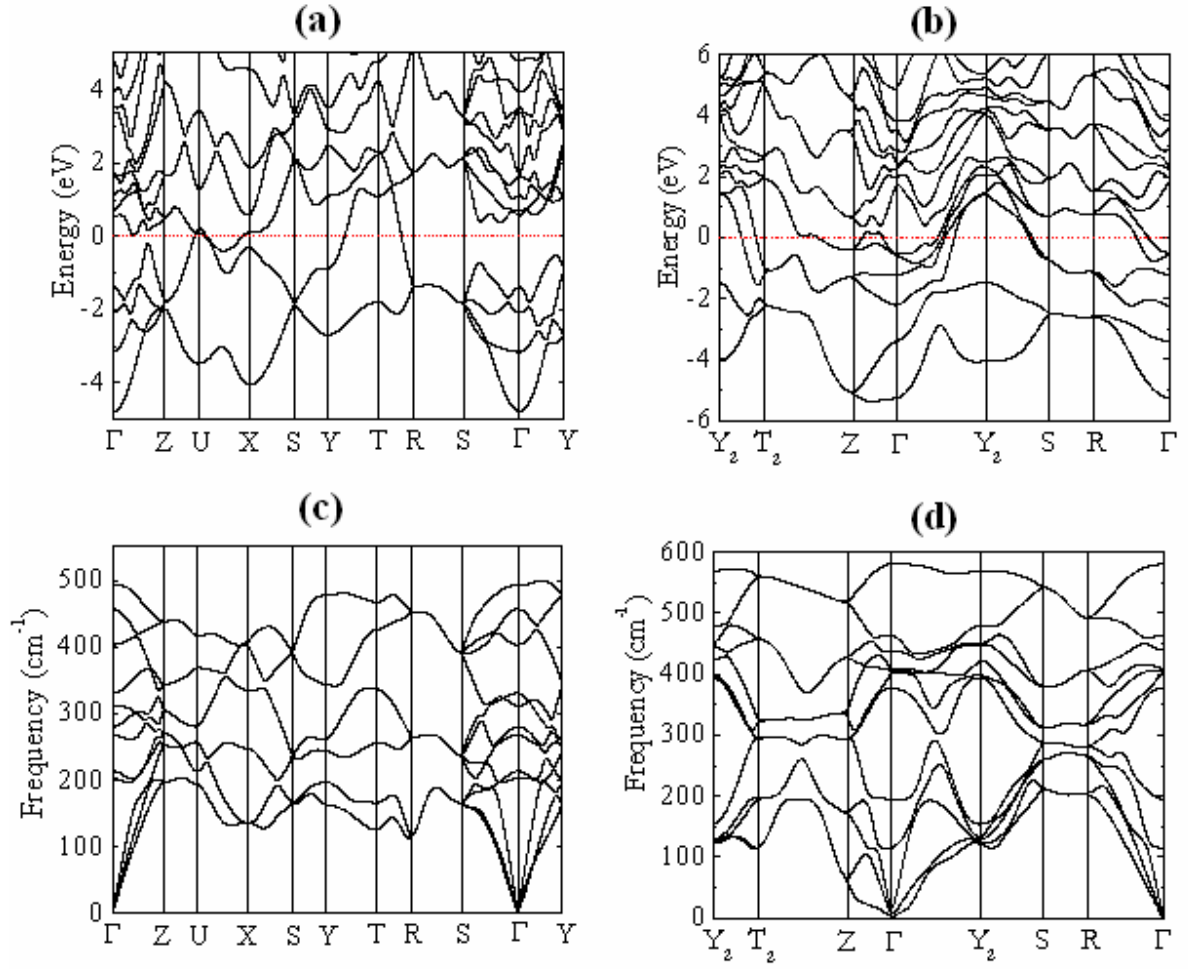 (a)
(b)
Energy (eV)
4
2
0
-2
-4
Γ Z U X S Y T R S Γ Y
Energy (eV)
6
4
2
0
-2
-4
-6
Y₂ T₂ Z Γ Y₂ S R Γ
(c)
(d)
Frequency (cm⁻¹)
500
400
300
200
100
0
Γ Z U X S Y T R S Γ Y
Frequency (cm⁻¹)
600
500
400
300
200
100
0
Y₂ T₂ Z Γ Y₂ S R Γ